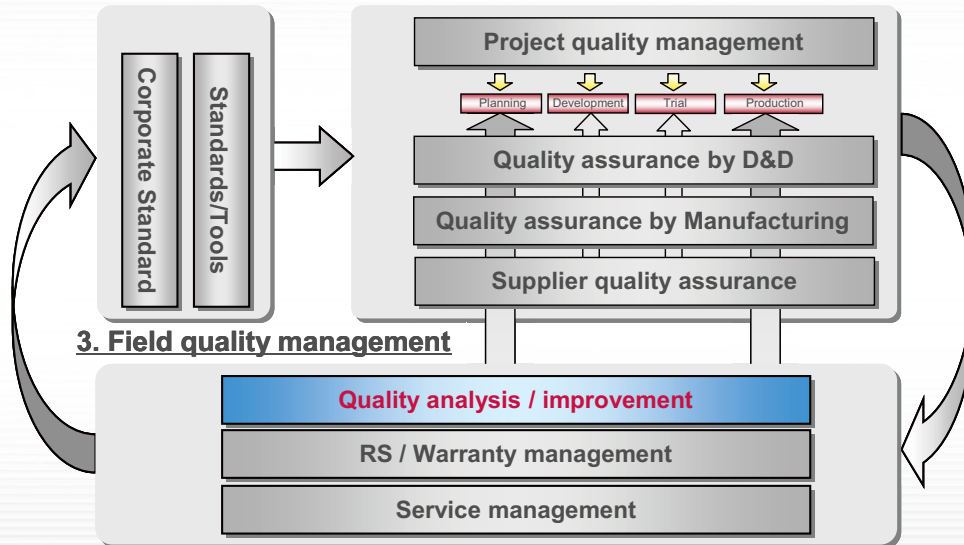 Corporate Standard
Standards/Tools
Project quality management
Planning
Development
Trial
Production
Quality assurance by D&D
Quality assurance by Manufacturing
Supplier quality assurance
3. Field quality management
Quality analysis / improvement
RS / Warranty management
Service management